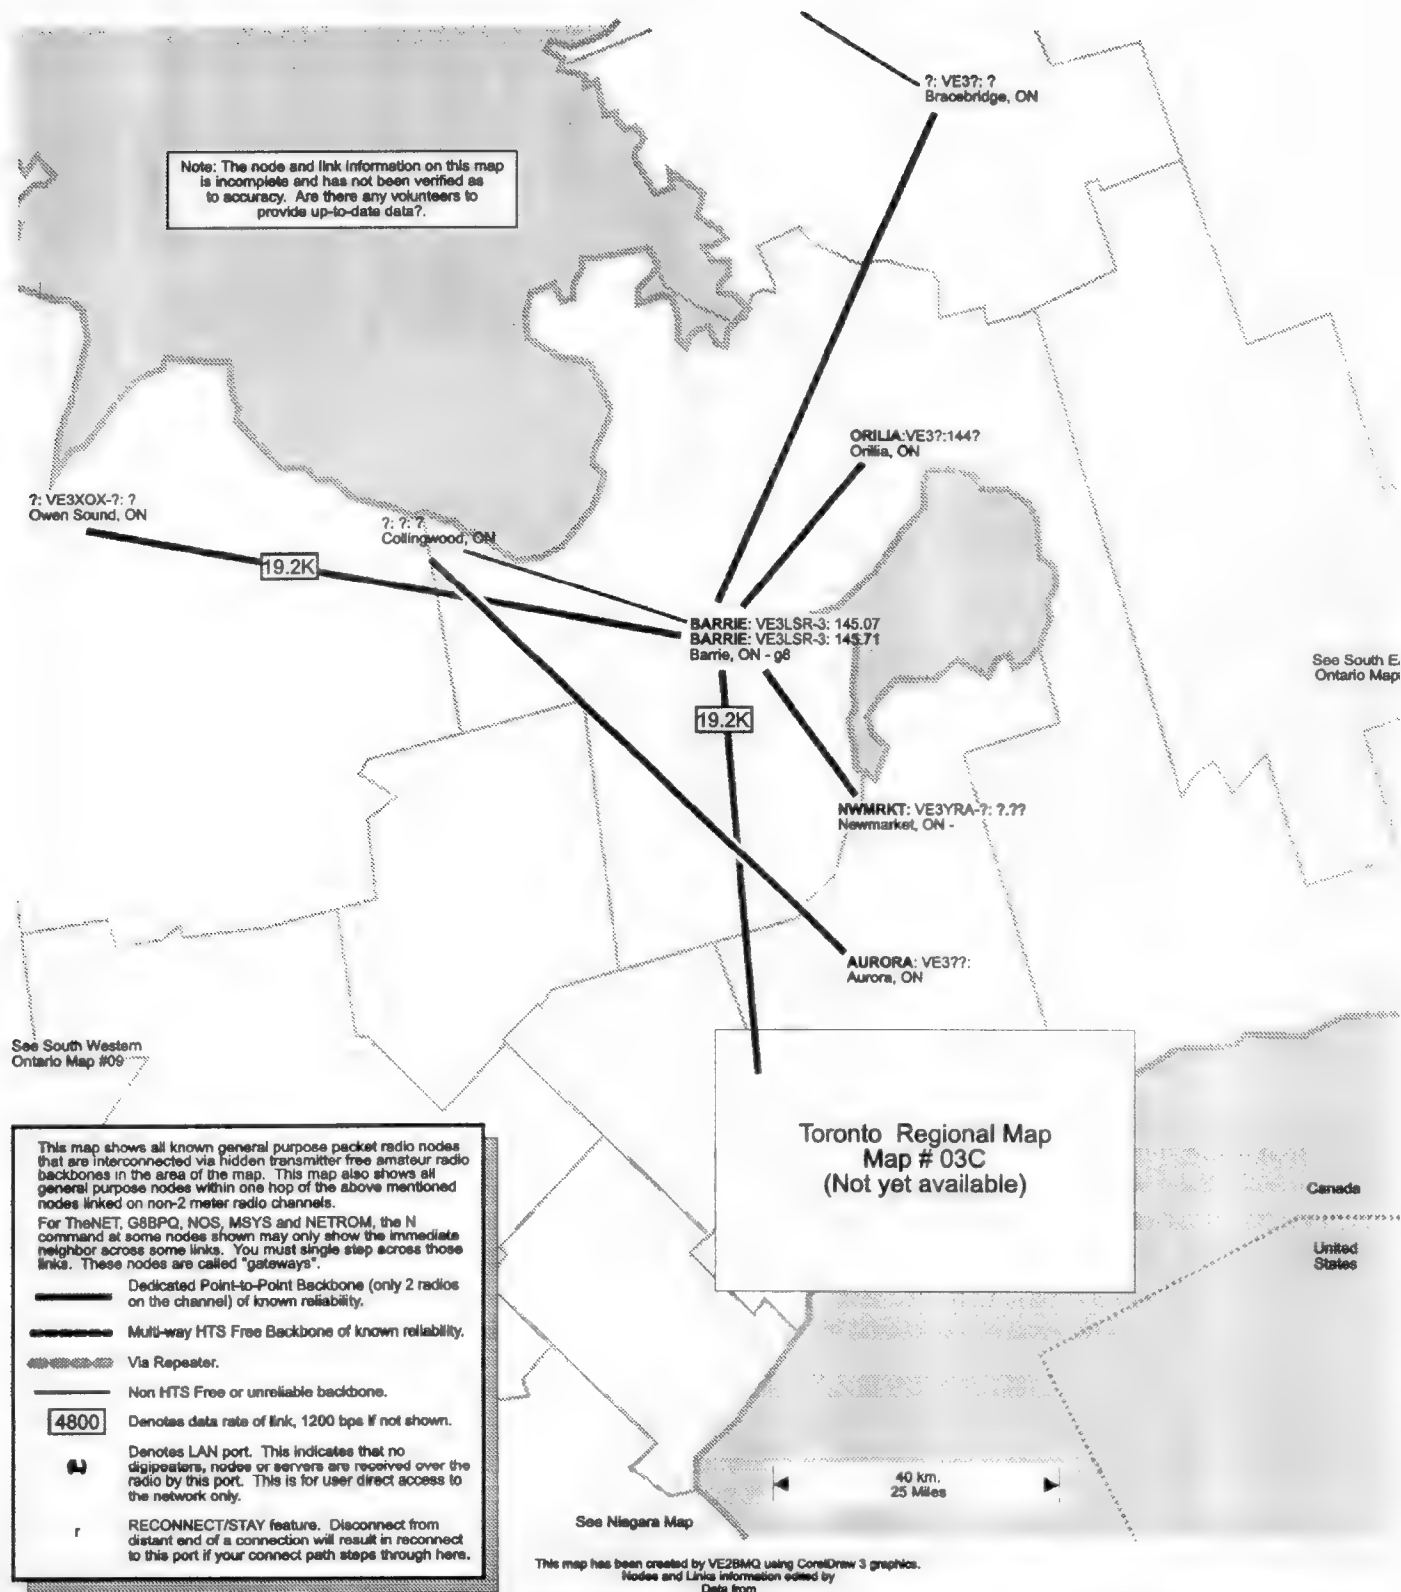 ?: VE3?: ?
Bracebridge, ON
Note: The node and link information on this map
is incomplete and has not been verified as
to accuracy. Are there any volunteers to
provide up-to-date data?.
ORILIA:VE3?:144?
Orillia, ON
?: VE3XOX-?: ?
Owen Sound, ON
?: ?: ?
Collingwood, ON
19.2K
BARRIE: VE3LSR-3: 145.07
BARRIE: VE3LSR-3: 145.71
Barrie, ON - g8
See South E
Ontario Map
19.2K
NWMRKT: VE3YRA-?: ?.??
Newmarket, ON -
AURORA: VE3??:
Aurora, ON
See South Western
Ontario Map #09
Toronto Regional Map
Map # 03C
(Not yet available)
Canada
United
States
This map shows all known general purpose packet radio nodes
that are interconnected via hidden transmitter free amateur radio
backbones in the area of the map. This map also shows all
general purpose nodes within one hop of the above mentioned
nodes linked on non-2 meter radio channels.
For TheNET, G8BPQ, NOS, MSYS and NETROM, the N
command at some nodes shown may only show the immediate
neighbor across some links. You must single step across those
links. These nodes are called "gateways".
Dedicated Point-to-Point Backbone (only 2 radios
on the channel) of known reliability.
Multi-way HTS Free Backbone of known reliability.
Via Repeater.
Non HTS Free or unreliable backbone.
4800
Denotes data rate of link, 1200 bps if not shown.
(L)
Denotes LAN port. This indicates that no
digipeaters, nodes or servers are received over the
radio by this port. This is for user direct access to
the network only.
r
RECONNECT/STAY feature. Disconnect from
distant end of a connection will result in reconnect
to this port if your connect path steps through here.
40 km.
25 Miles
See Niagara Map
This map has been created by VE2BMQ using CorelDraw 3 graphics.
Nodes and Links information edited by
Data from